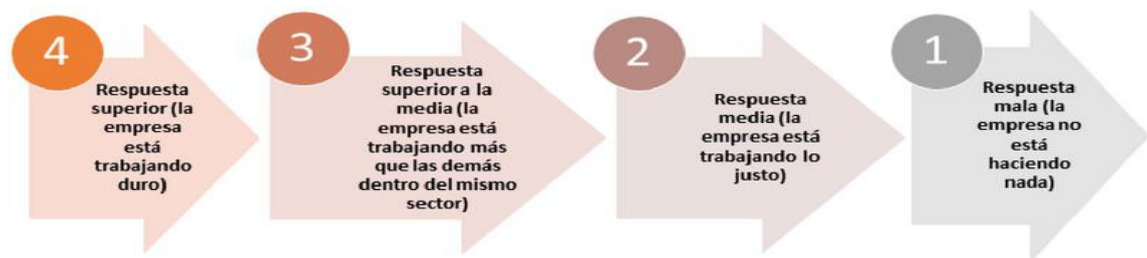 4
Respuesta
superior (la
empresa
está
trabajando
duro)
3
Respuesta
superior a la
media (la
empresa está
trabajando más
que las demás
dentro del mismo
sector)
2
Respuesta
media (la
empresa está
trabajando lo
justo)
1
Respuesta
mala (la
empresa no
está
haciendo
nada)